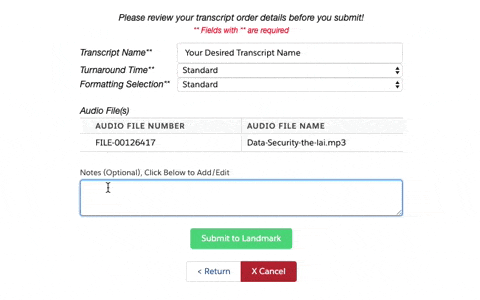 Please review your transcript order details before you submit!
** Fields with ** are required
Transcript Name** Your Desired Transcript Name
Turnaround Time** Standard
Formatting Selection** Standard
Audio File(s)
AUDIO FILE NUMBER AUDIO FILE NAME
FILE-00126417 Data-Security-the-lai.mp3
Notes (Optional), Click Below to Add/Edit
Submit to Landmark
< Return X Cancel